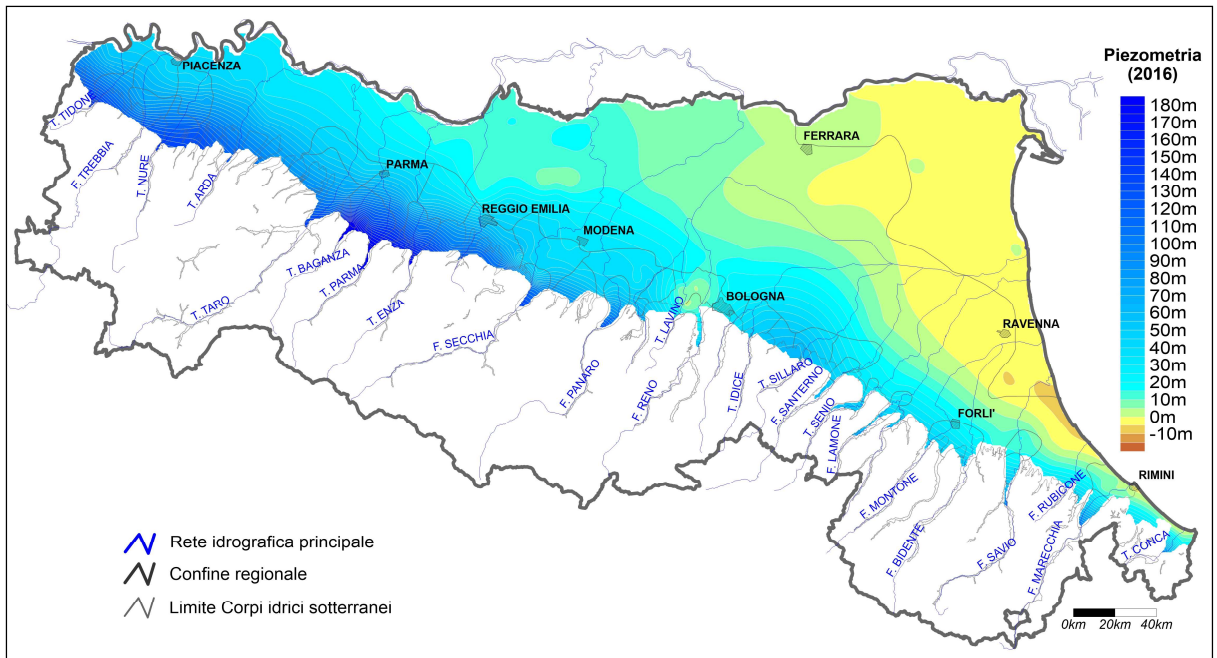 Piezometria
(2016)
180m
170m
160m
150m
140m
130m
120m
110m
100m
90m
80m
70m
60m
50m
40m
30m
20m
10m
0m
-10m
PIACENZA
T. TIDONE
F. TREBBIA
T. NURE
T. ARDA
PARMA
FERRARA
REGGIO EMILIA
MODENA
T. BAGANZA
T. PARMA
T. ENZA
T. TARO
F. SECCHIA
F. PANARO
F. RENO
T. LAVINO
BOLOGNA
T. IDICE
T. SILLARO
F. SANTERNO
T. SENIO
F. LAMONE
RAVENNA
FORLI'
F. MONTONE
F. BIDENTE
F. SAVIO
F. RUBICONE
F. MARECCHIA
RIMINI
T. CONCA
Rete idrografica principale
Confine regionale
Limite Corpi idrici sotterranei
0km 20km 40km